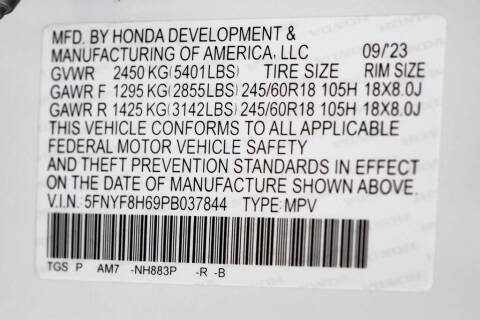 MFD. BY HONDA DEVELOPMENT &
MANUFACTURING OF AMERICA, LLC 09/23
GVWR 2450 KG(5401LBS) TIRE SIZE RIM SIZE
GAWR F 1295 KG(2855LBS) 245/60R18 105H 18X8.0J
GAWR R 1425 KG(3142LBS) 245/60R18 105H 18X8.0J
THIS VEHICLE CONFORMS TO ALL APPLICABLE
FEDERAL MOTOR VEHICLE SAFETY
AND THEFT PREVENTION STANDARDS IN EFFECT
ON THE DATE OF MANUFACTURE SHOWN ABOVE.
V.I.N.: 5FNYF8H69PB037844 TYPE: MPV
TGS P AM7 -NH883P -R -B